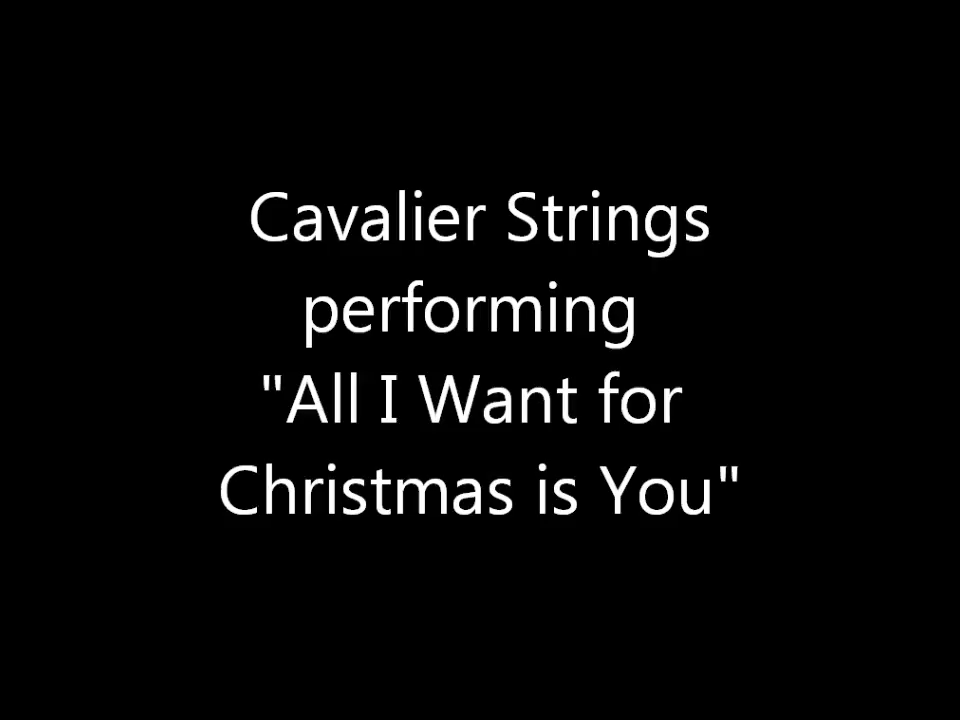 Cavalier Strings
performing
"All I Want for
Christmas is You"